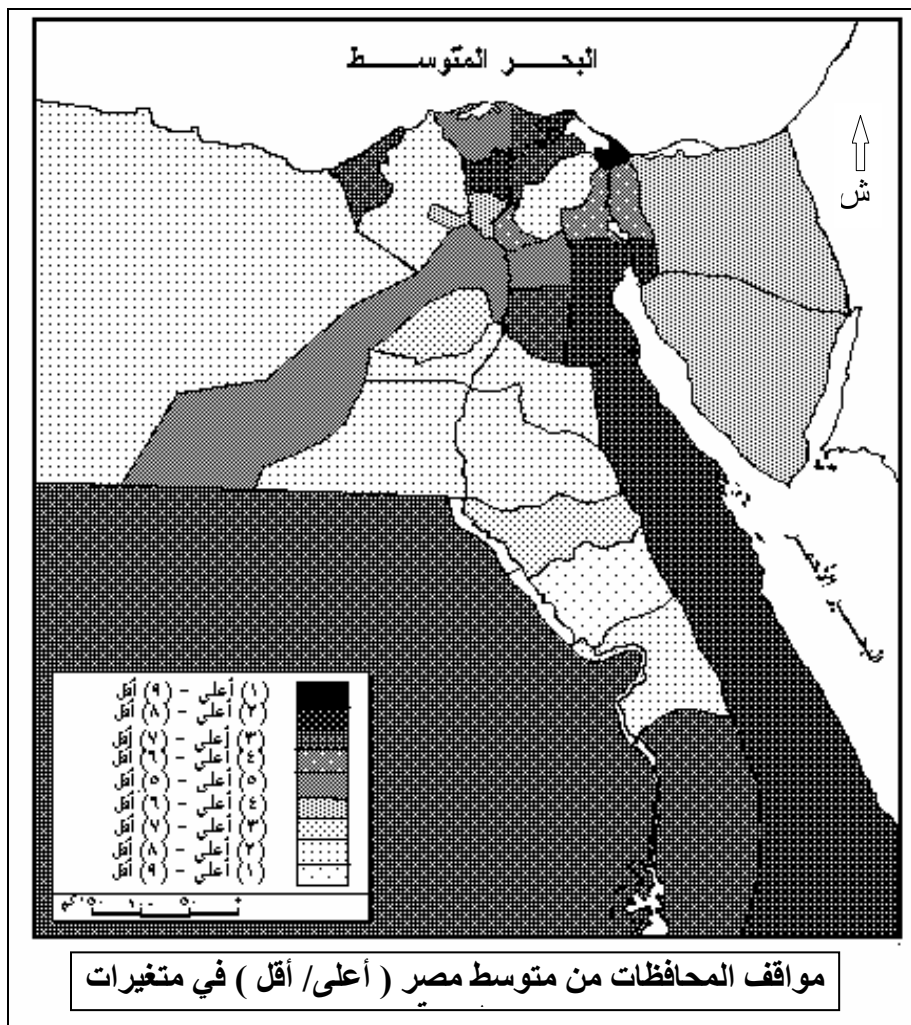 البحر المتوسط
ش
(١) أعلى - (٩) أقل
(٢) أعلى - (٨) أقل
(٣) أعلى - (٧) أقل
(٤) أعلى - (٦) أقل
(٥) أعلى - (٥) أقل
(٤) أعلى - (٦) أقل
(٣) أعلى - (٧) أقل
(٢) أعلى - (٨) أقل
(١) أعلى - (٩) أقل
مواقف المحافظات من متوسط مصر ( أعلى/ أقل ) في متغيرات